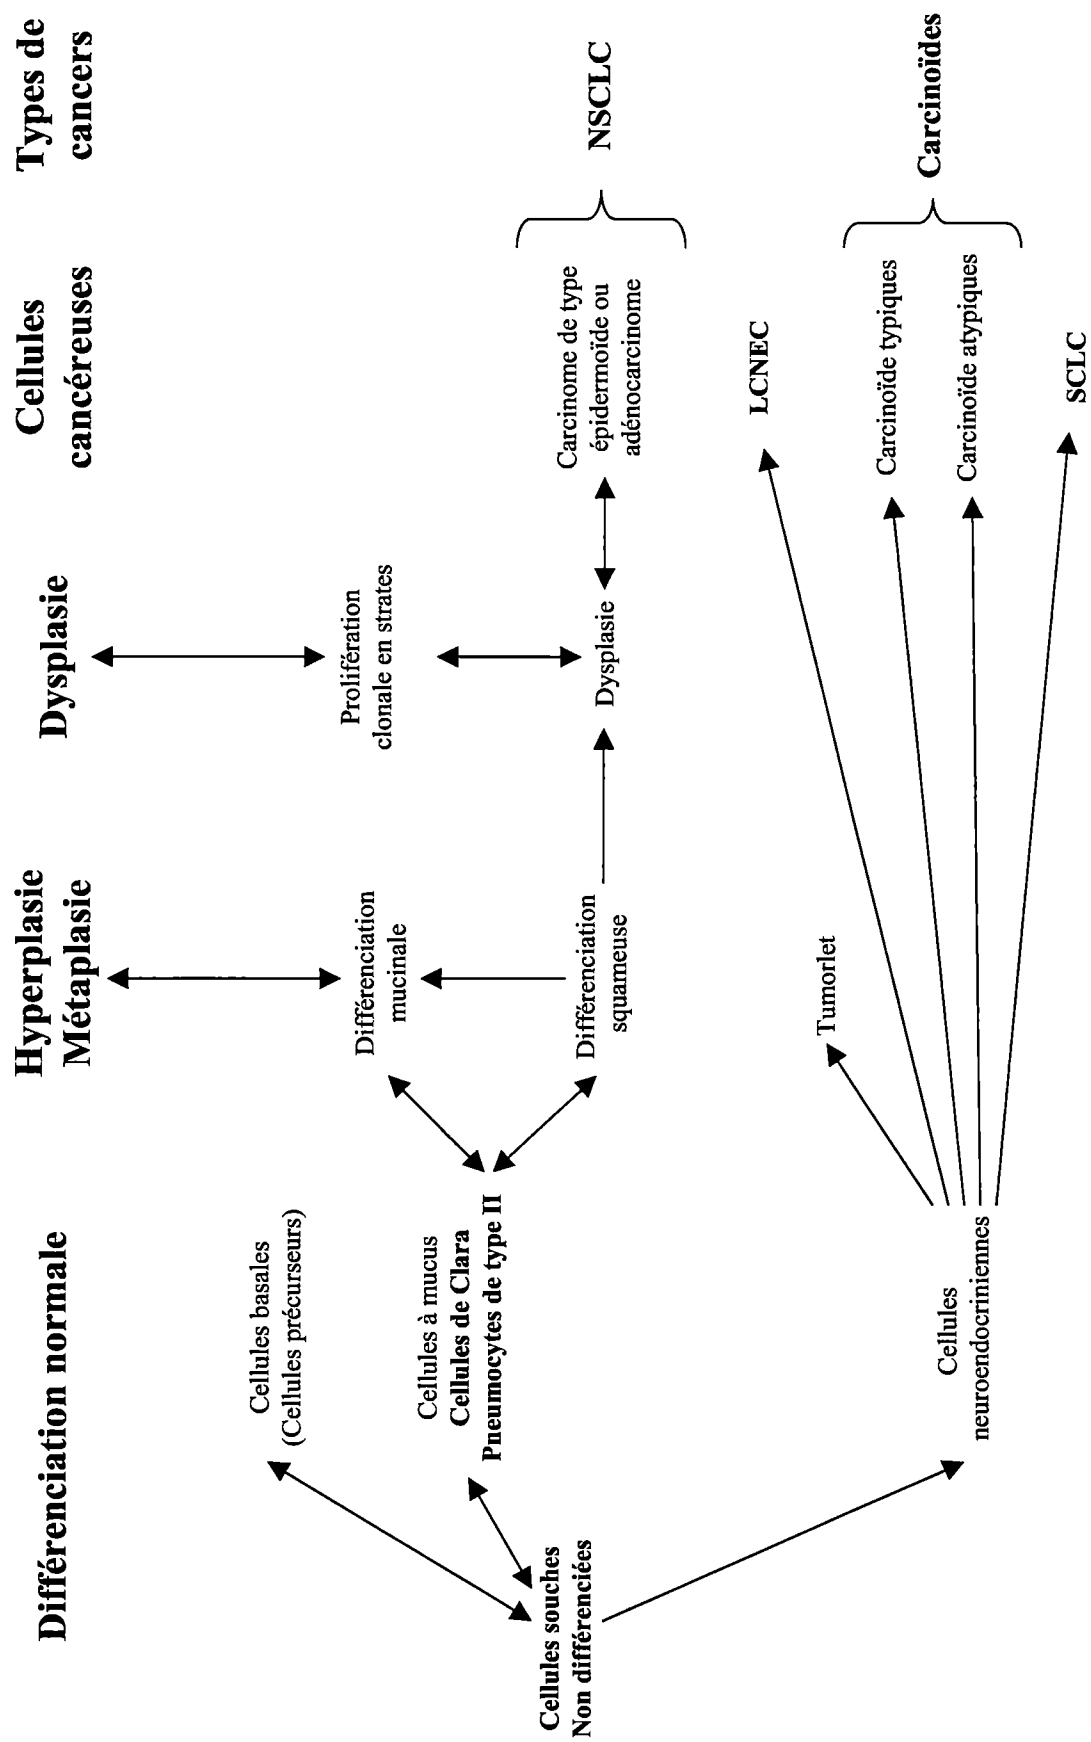 Différenciation normale
Hyperplasie
Métaplasie
Dysplasie
Cellules
cancéreuses
Types de
cancers
Cellules basales
(Cellules précurseurs)
Différenciation
mucinale
Prolifération
clonale en strates
Cellules à mucus
Cellules de Clara
Pneumocytes de type II
Cellules souches
Non différenciées
Différenciation
squameuse
Dysplasie
Carcinome de type
épidermoïde ou
adénocarcinome
NSCLC
Tumorlet
LCNEC
Cellules
neuroendocriniennes
Carcinoïde typiques
Carcinoïde atypiques
Carcinoïdes
SCLC